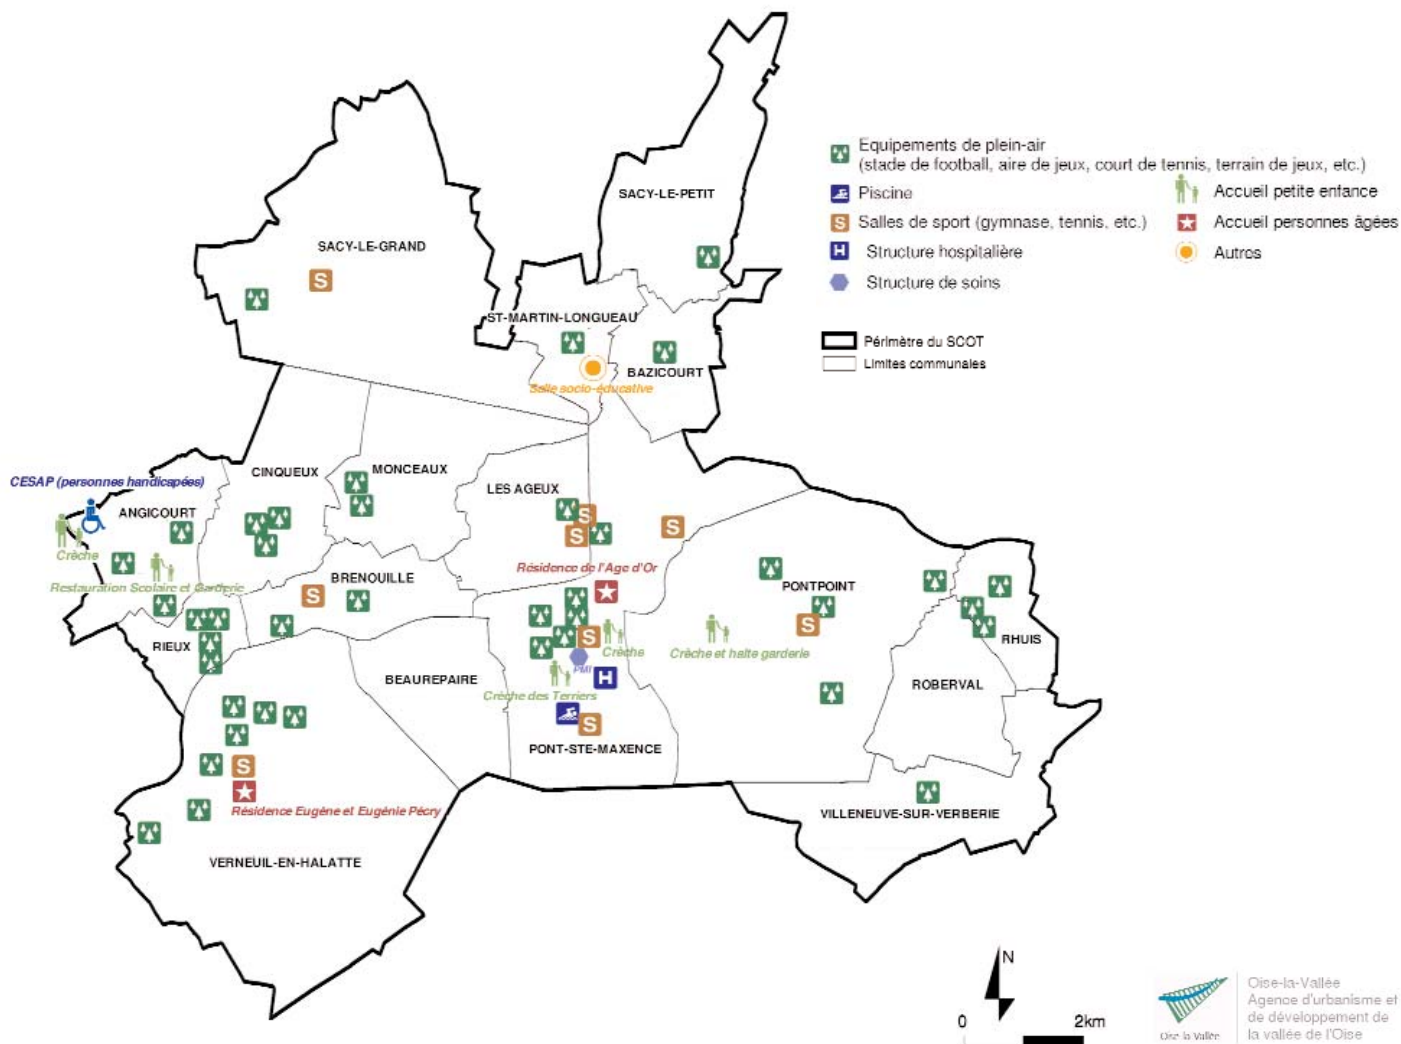 SACY-LE-PETIT
SACY-LE-GRAND
S
ST-MARTIN-LONGUEAU
BAZICOURT
Salle socio-éducative
Equipements de plein-air
(stade de football, aire de jeux, court de tennis, terrain de jeux, etc.)
Piscine
Accueil petite enfance
S Salles de sport (gymnase, tennis, etc.)
Accueil personnes âgées
H Structure hospitalière
Autros
Structure de soins
Périmètre du SCOT
Limites communales
CESAP (personnes handicapées)
ANGICOURT
Crèche
Restauration Scolaire et Garderie
CINQUEUX
MONCEAUX
LES AGEUX
S
S
S
BRENOUILLE
S
Résidence de l'Age d'Or
PONTPOINT
S
RHUIS
RIEUX
BEAUREPAIRE
S
Crèche
Crèche et halte garderie
PMI
H
Crèche des Terriers
S
ROBERVAL
PONT-STE-MAXENCE
S
Résidence Eugène et Eugénie Pécry
VILLENEUVE-SUR-VERBERIE
VERNEUIL-EN-HALATTE
N
0 2km
Oise-la-Vallée
Oise-la-Vallée
Agence d'urbanisme et
de développement de
la vallée de l'Oise